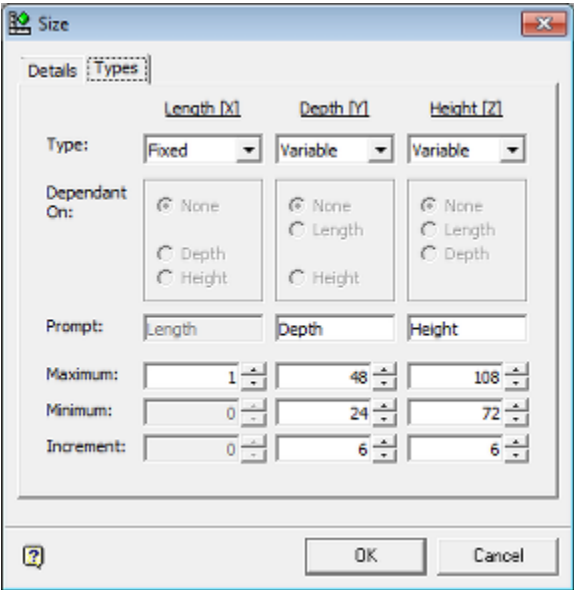 Size
Details Types
Length [X] Depth [Y] Height [Z]
Type: Fixed Variable Variable
Dependant On: None None None
Length Length
Depth Depth
Height Height
Prompt: Length Depth Height
Maximum: 1 48 108
Minimum: 0 24 72
Increment: 0 6 6
? OK Cancel